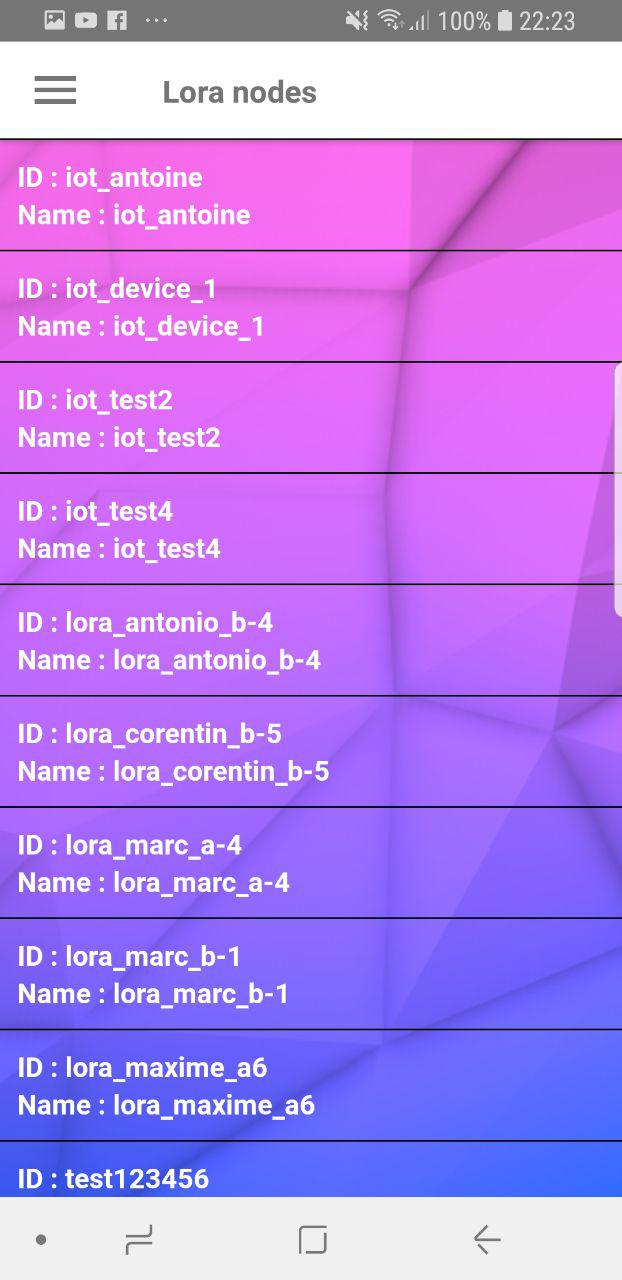 100% 22:23
Lora nodes
ID : iot_antoine
Name : iot_antoine
ID : iot_device_1
Name : iot_device_1
ID : iot_test2
Name : iot_test2
ID : iot_test4
Name : iot_test4
ID : lora_antonio_b-4
Name : lora_antonio_b-4
ID : lora_corentin_b-5
Name : lora_corentin_b-5
ID : lora_marc_a-4
Name : lora_marc_a-4
ID : lora_marc_b-1
Name : lora_marc_b-1
ID : lora_maxime_a6
Name : lora_maxime_a6
ID : test123456